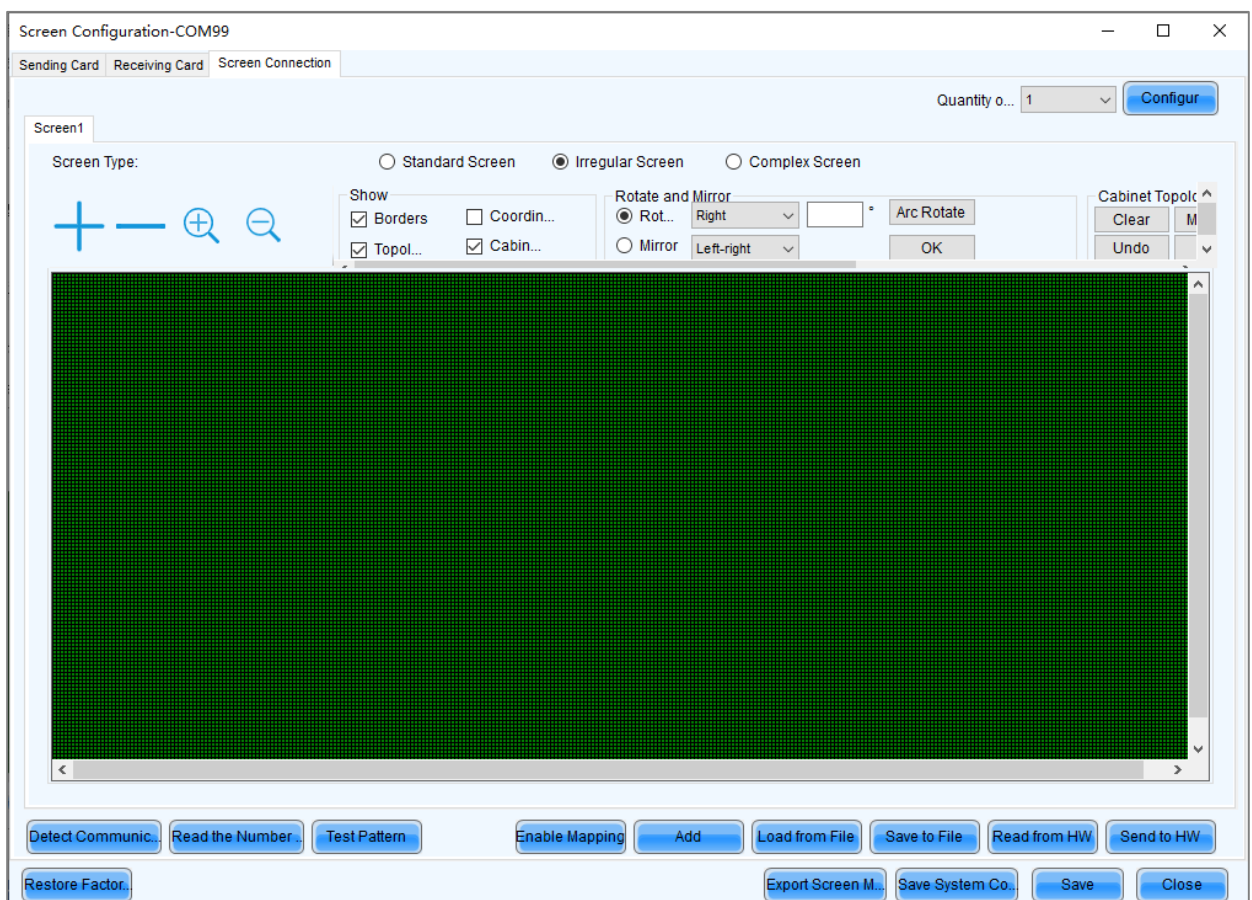 Screen Configuration-COM99
Sending Card Receiving Card Screen Connection
Quantity o... 1 Configur
Screen1
Screen Type: Standard Screen Irregular Screen Complex Screen
Show Rotate and Mirror Cabinet Topolc
Borders Coordin... Rot... Right ° Arc Rotate Clear M
Topol... Cabin... Mirror Left-right OK Undo
Detect Communic... Read the Number ... Test Pattern Enable Mapping Add Load from File Save to File Read from HW Send to HW
Restore Factor... Export Screen M... Save System Co... Save Close